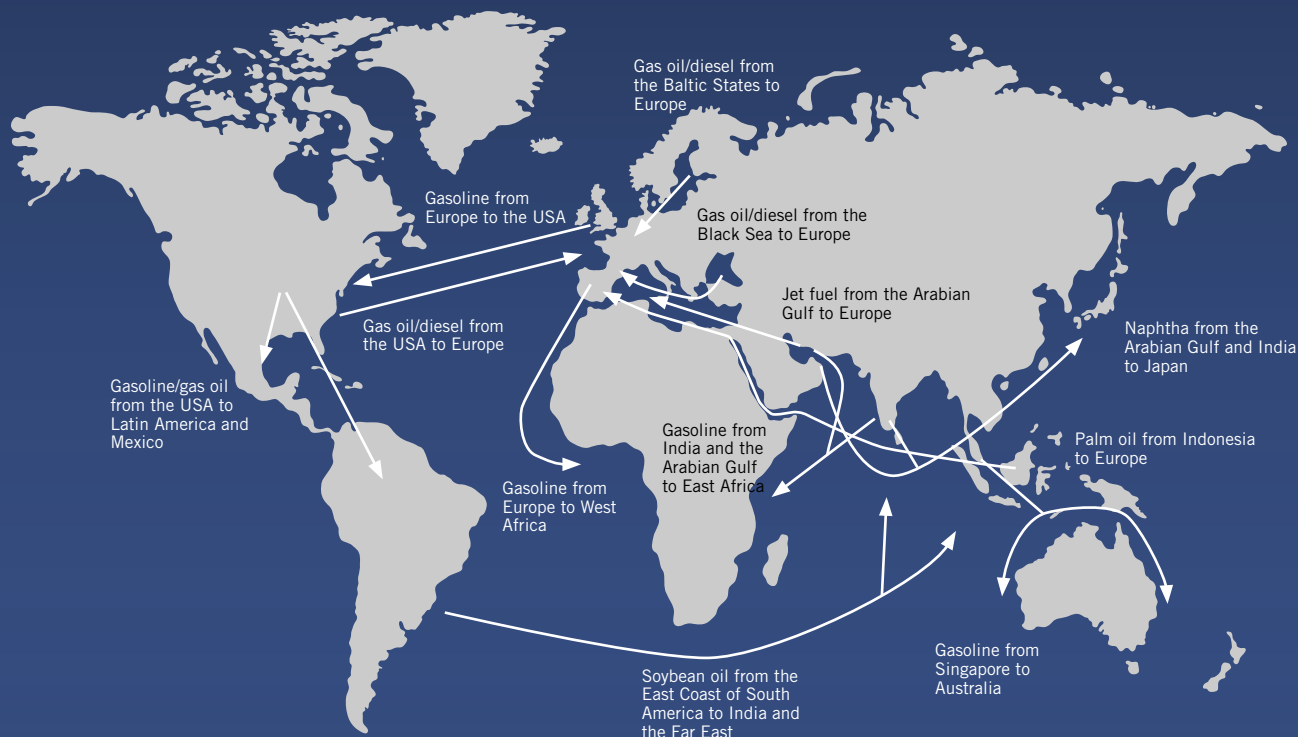 Gas oil/diesel from
the Baltic States to
Europe
Gasoline from
Europe to the USA
Gas oil/diesel from the
Black Sea to Europe
Jet fuel from the Arabian
Gulf to Europe
Gas oil/diesel from
the USA to Europe
Naphtha from the
Arabian Gulf and India
to Japan
Gasoline/gas oil
from the USA to
Latin America and
Mexico
Gasoline from
India and the
Arabian Gulf
to East Africa
Palm oil from Indonesia
to Europe
Gasoline from
Europe to West
Africa
Gasoline from
Singapore to
Australia
Soybean oil from the
East Coast of South
America to India and
the Far East